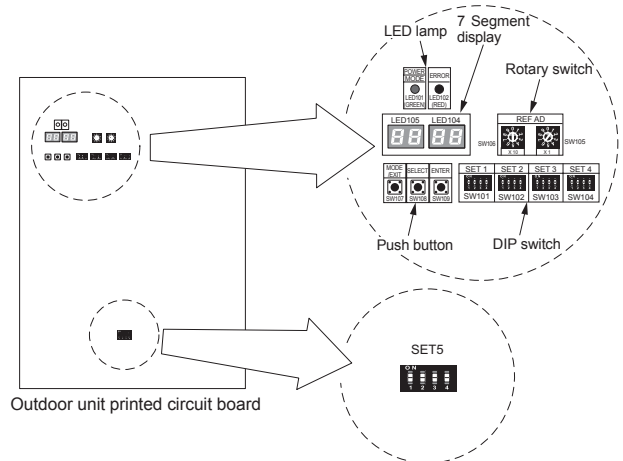 LED lamp
7 Segment
display
Rotary switch
POWER/
MODE
ERROR
LED101
(GREEN)
LED102
(RED)
LED105 LED104
REF AD
SW106
X 10
X 1
SW105
MODE
/EXIT
SELECT
ENTER
SW107
SW108
SW109
SET 1
SET 2
SET 3
SET 4
SW101
SW102
SW103
SW104
Push button
DIP switch
SET5
O N
1 2 3 4
Outdoor unit printed circuit board